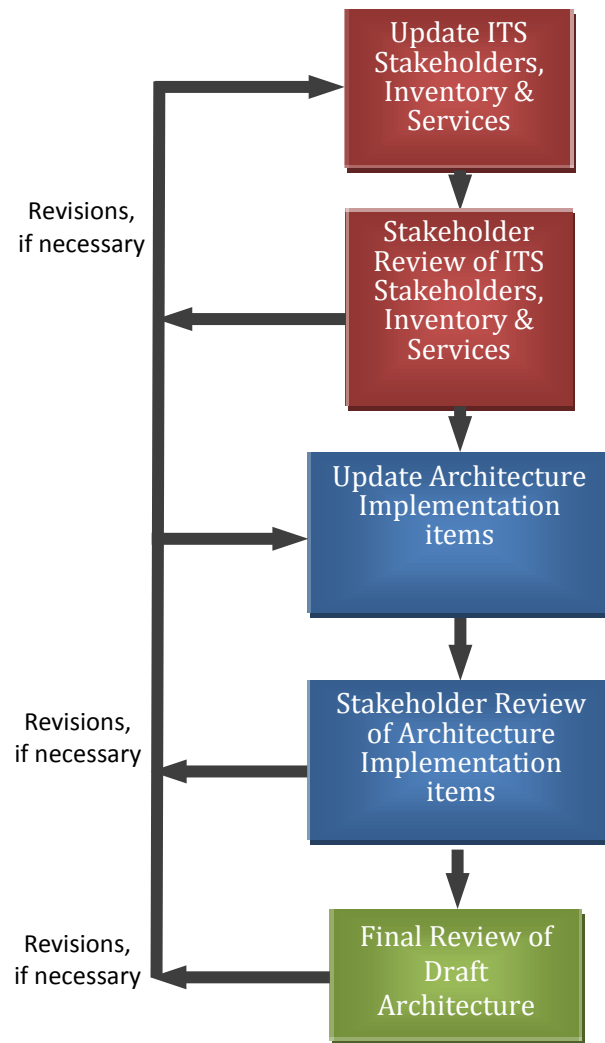 Update ITS
Stakeholders,
Inventory &
Services
Revisions,
if necessary
Stakeholder
Review of ITS
Stakeholders,
Inventory &
Services
Update Architecture
Implementation
items
Revisions,
if necessary
Stakeholder Review
of Architecture
Implementation
items
Revisions,
if necessary
Final Review of
Draft
Architecture